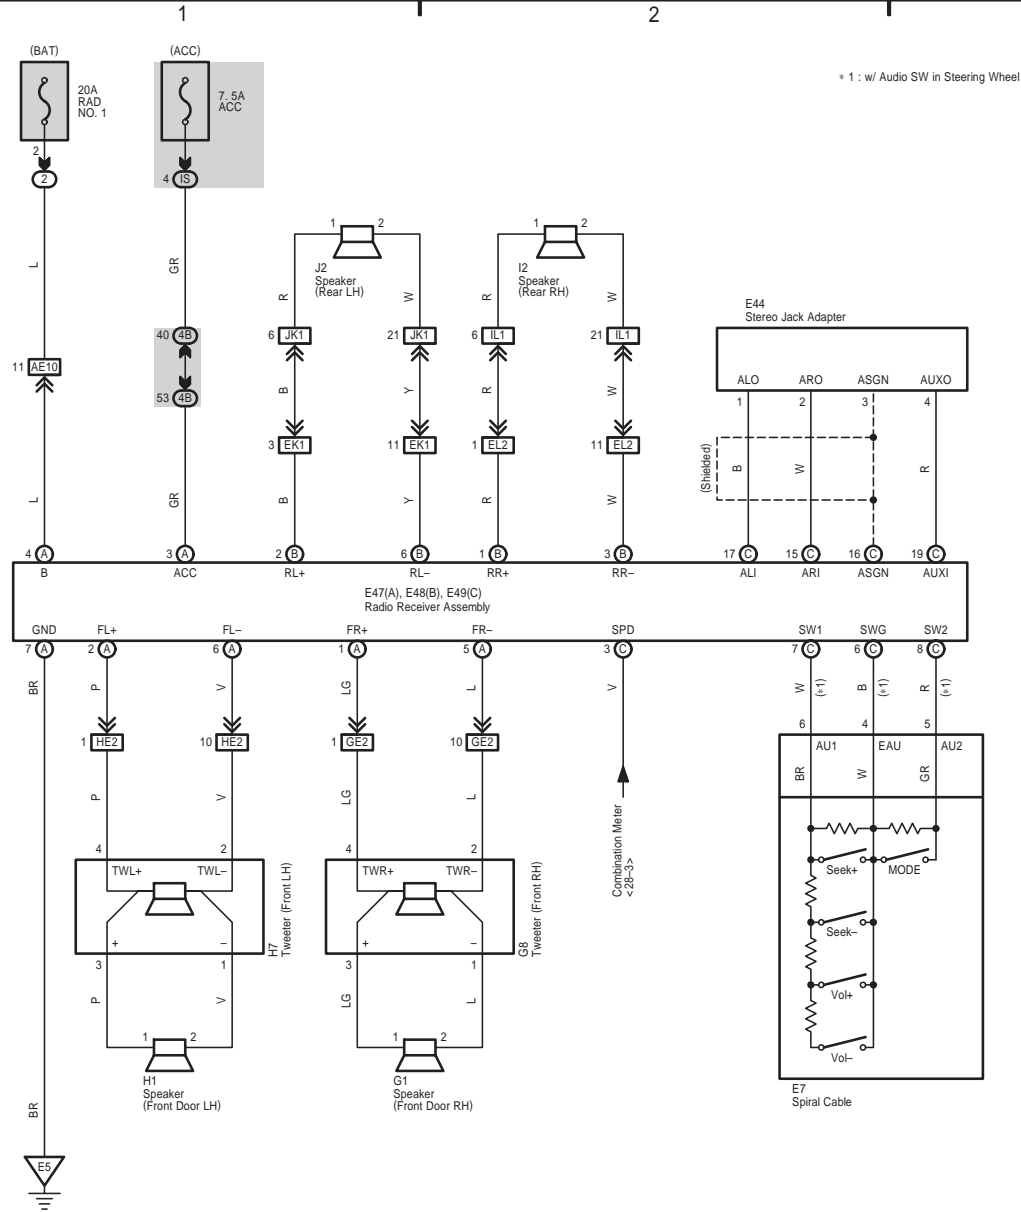 1 2
(BAT) (ACC)
* 1 : w/ Audio SW in Steering Wheel
20A
RAD
NO. 1
7. 5A
ACC
2
2
4 IS
1 2 1 2
J2
Speaker
(Rear LH)
I2
Speaker
(Rear RH)
L GR R W R W
E44
Stereo Jack Adapter
40 4B 6 JK1 21 JK1 6 IL1 21 IL1
11 AE10
ALO ARO ASGN AUXO
53 4B B Y R W
1 2 3 4
3 EK1 11 EK1 1 EL2 11 EL2
(Shielded)
B W R
L GR B Y R W
4 A 3 A 2 B 6 B 1 B 3 B 17 C 15 C 16 C 19 C
B ACC RL+ RL– RR+ RR– ALI ARI ASGN AUXI
E47(A), E48(B), E49(C)
Radio Receiver Assembly
GND FL+ FL– FR+ FR– SPD SW1 SWG SW2
7 A 2 A 6 A 1 A 5 A 3 C 7 C 6 C 8 C
BR P V LG L V W (*1) B (*1) R (*1)
6 4 5
1 HE2 10 HE2 1 GE2 10 GE2
AU1 EAU AU2
BR W GR
P V LG L
Combination Meter
<28–3>
4 2 4 2
TWL+ TWL– TWR+ TWR–
Seek+ MODE
H7
Tweeter (Front LH)
G8
Tweeter (Front RH)
+ – + –
Seek–
3 1 3 1
P V LG L
Vol+
1 2 1 2
Vol–
H1
Speaker
(Front Door LH)
G1
Speaker
(Front Door RH)
E7
Spiral Cable
BR
E5